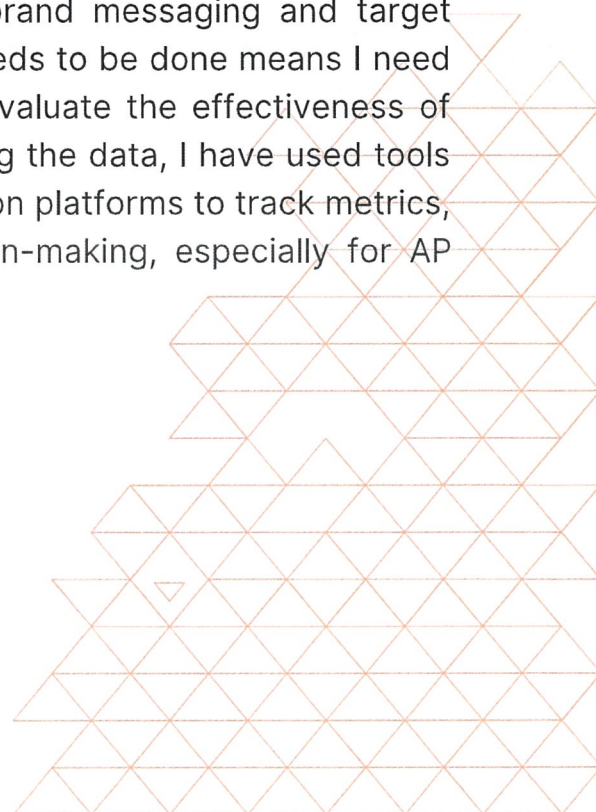 brand messaging and target
eds to be done means I need
valuate the effectiveness of
g the data, I have used tools
on platforms to track metrics,
n-making, especially for AP